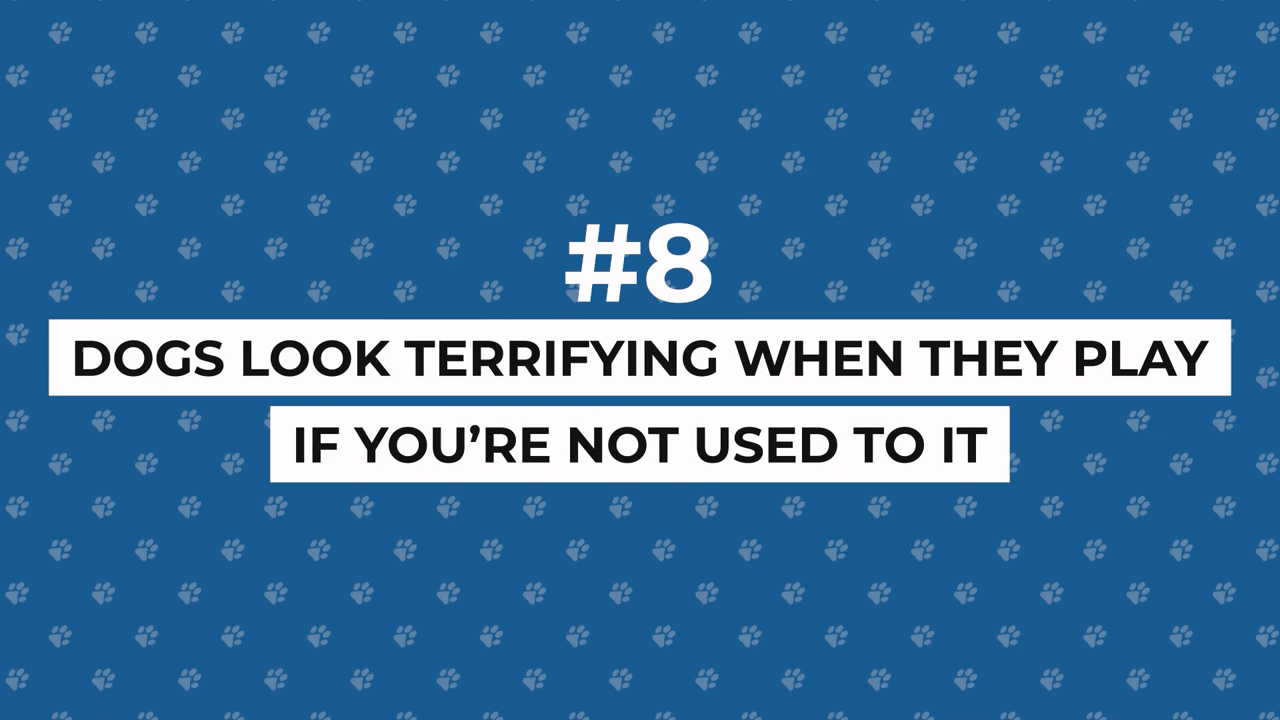 #8
DOGS LOOK TERRIFYING WHEN THEY PLAY
IF YOU’RE NOT USED TO IT